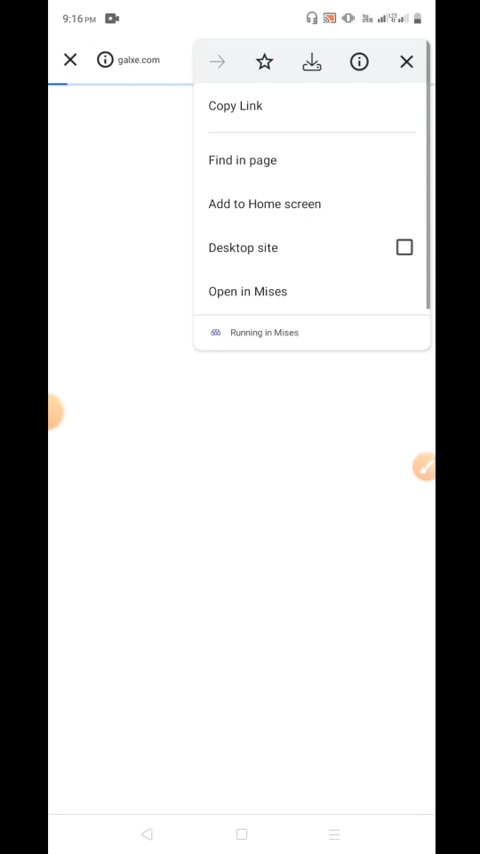 9:16 PM
galxe.com
Copy Link
Find in page
Add to Home screen
Desktop site
Open in Mises
Running in Mises